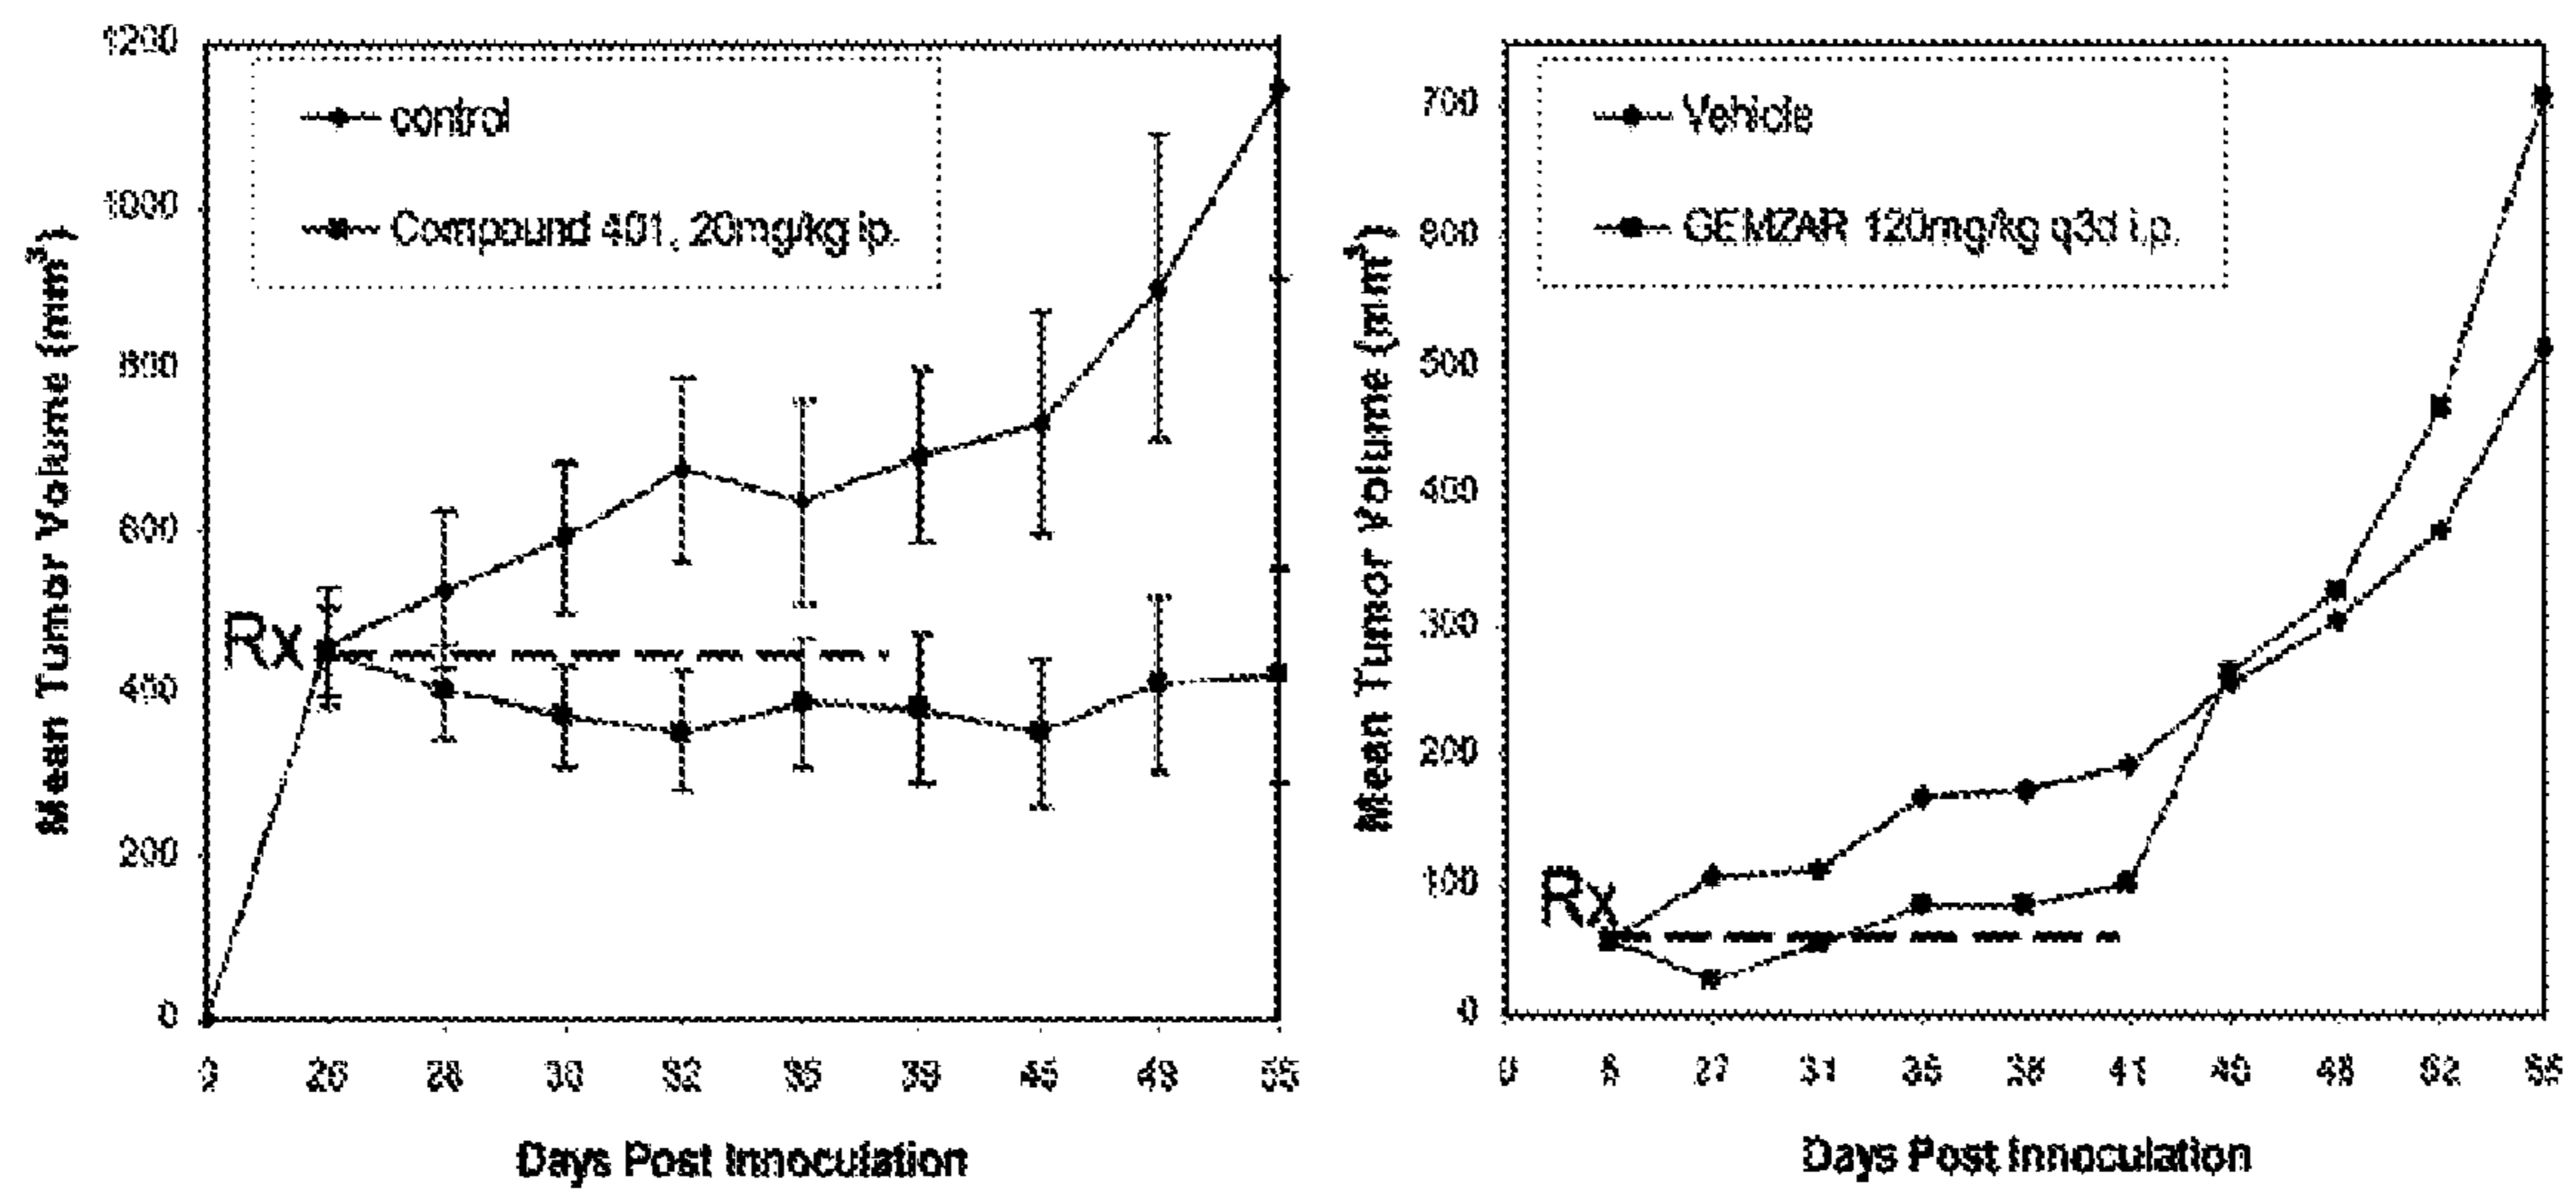 1200
1000
800
600
400
200
0
Mean Tumor Volume (mm³)
control
Compound 401, 20mg/kg ip.
Rx
0 26 28 30 32 35 39 45 49 55
Days Post Innoculation
700
600
500
400
300
200
100
0
Mean Tumor Volume (mm³)
Vehicle
GEMZAR 120mg/kg q3d i.p.
Rx
0 27 31 35 38 41 48 52
Days Post Innoculation